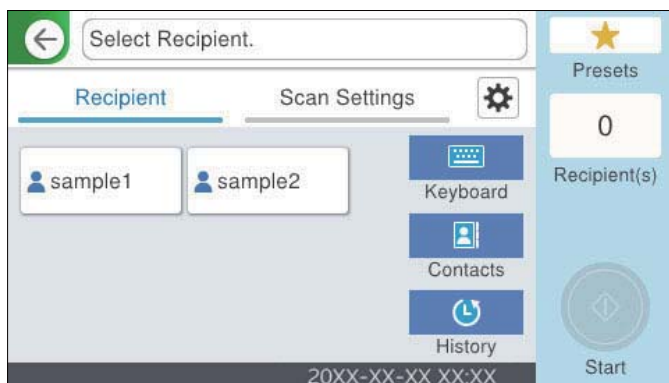 Select Recipient.
Presets
Recipient
Scan Settings
0
Recipient(s)
sample1
sample2
Keyboard
Contacts
History
Start
20XX-XX-XX XX:XX